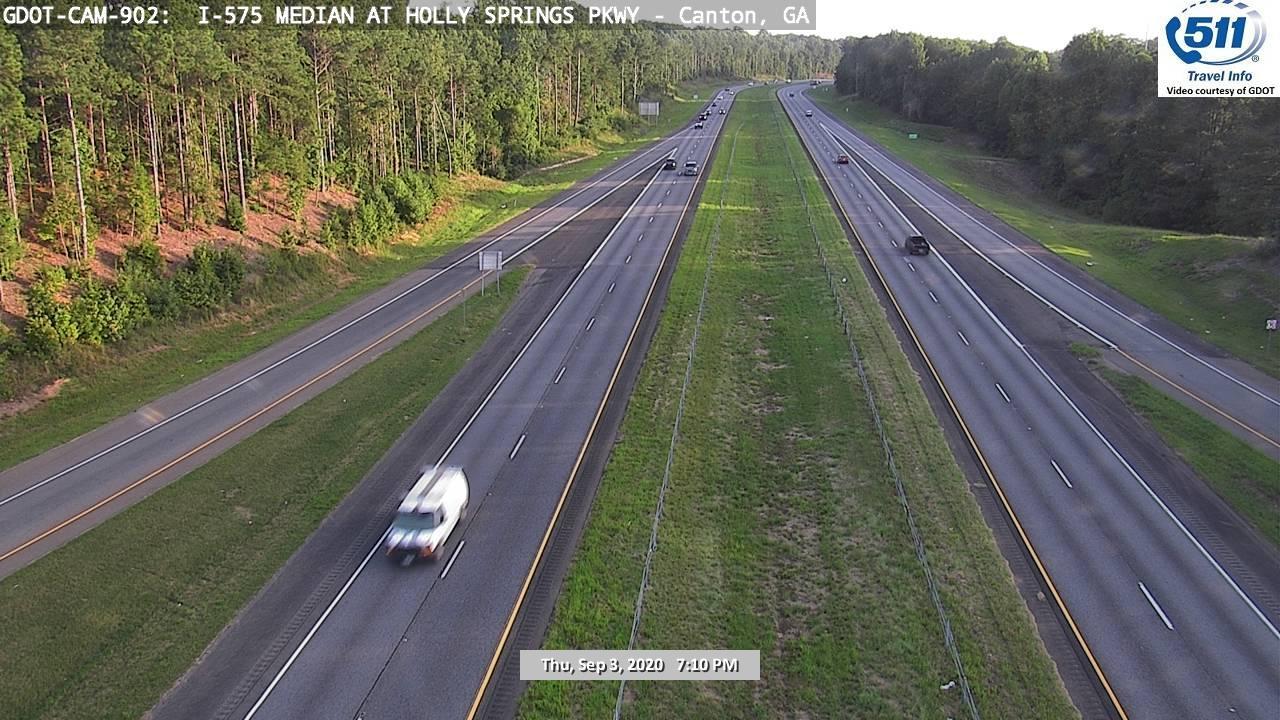 GDOT-CAM-902:  I-575 MEDIAN AT HOLLY SPRINGS PKWY - Canton, GA
511
®
Travel Info
Video courtesy of GDOT
Thu, Sep 3, 2020   7:10 PM